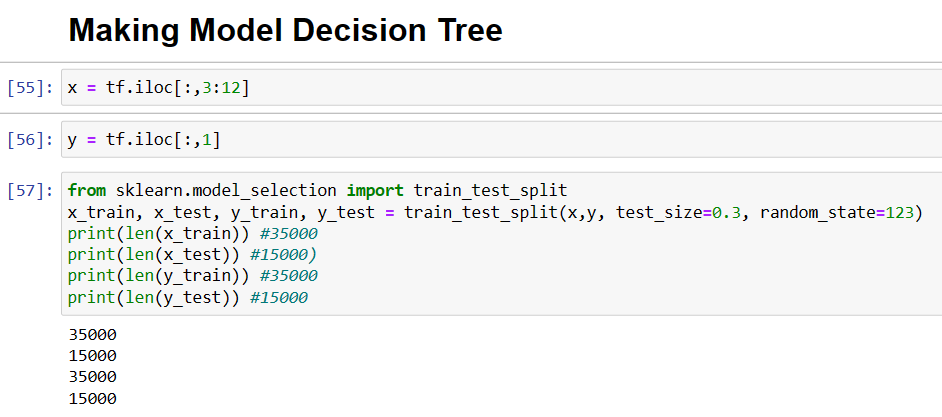 Making Model Decision Tree
[55]: x = tf.iloc[:,3:12]
[56]: y = tf.iloc[:,1]
[57]: from sklearn.model_selection import train_test_split
x_train, x_test, y_train, y_test = train_test_split(x,y, test_size=0.3, random_state=123)
print(len(x_train)) #35000
print(len(x_test)) #15000)
print(len(y_train)) #35000
print(len(y_test)) #15000
35000
15000
35000
15000